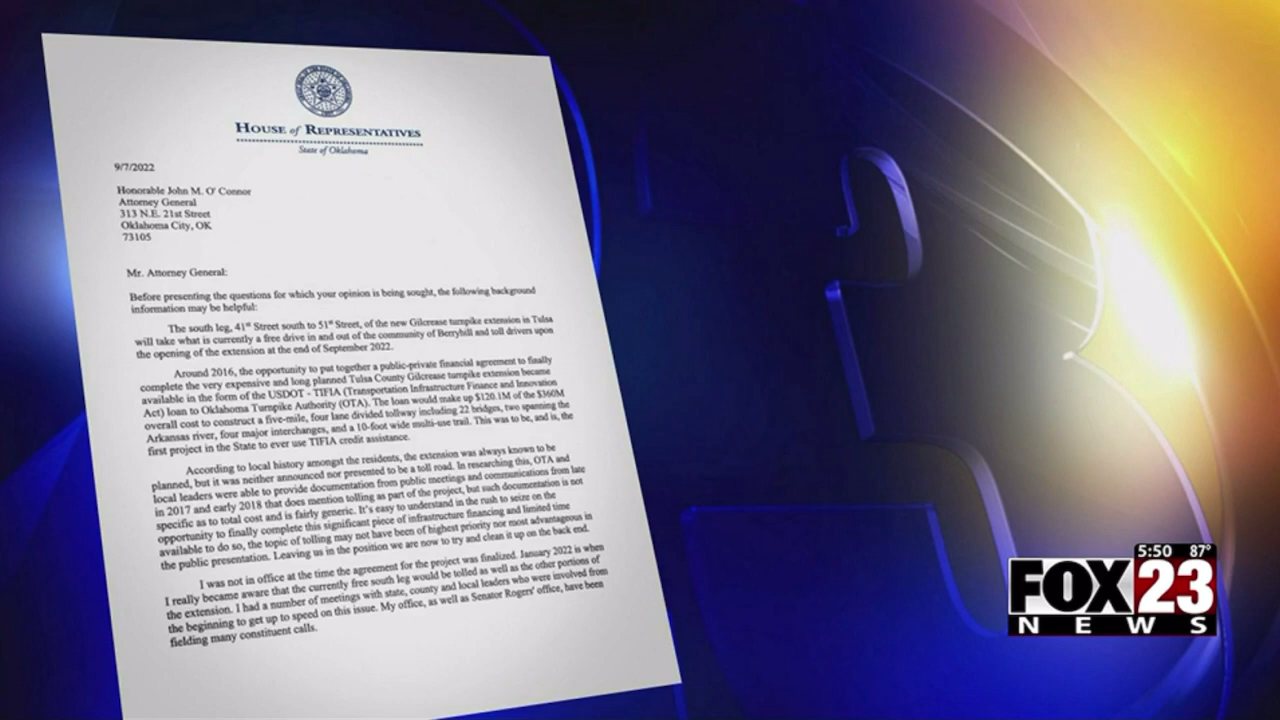 HOUSE of REPRESENTATIVES
State of Oklahoma
9/7/2022
Honorable John M. O' Connor
Attorney General
313 N.E. 21st Street
Oklahoma City, OK
73105
Mr. Attorney General:
Before presenting the questions for which your opinion is being sought, the following background
information may be helpful:
The south leg, 41st Street south to 51st Street, of the new Gilcrease turnpike extension in Tulsa
will take what is currently a free drive in and out of the community of Berryhill and toll drivers upon
the opening of the extension at the end of September 2022.
Around 2016, the opportunity to put together a public-private financial agreement to finally
complete the very expensive and long planned Tulsa County Gilcrease turnpike extension became
available in the form of the USDOT - TIFIA (Transportation Infrastructure Finance and Innovation
Act) loan to Oklahoma Turnpike Authority (OTA). The loan would make up $120.1M of the $360M
overall cost to construct a five-mile, four lane divided tollway including 22 bridges, two spanning the
Arkansas river, four major interchanges, and a 10-foot wide multi-use trail. This was to be, and is, the
first project in the State to ever use TIFIA credit assistance.
According to local history amongst the residents, the extension was always known to be
planned, but it was neither announced nor presented to be a toll road. In researching this, OTA and
local leaders were able to provide documentation from public meetings and communications from late
in 2017 and early 2018 that does mention tolling as part of the project, but such documentation is not
specific as to total cost and is fairly generic. It's easy to understand in the rush to seize on the
opportunity to finally complete this significant piece of infrastructure financing and limited time
available to do so, the topic of tolling may not have been of highest priority nor most advantageous in
the public presentation. Leaving us in the position we are now to try and clean it up on the back end.
I was not in office at the time the agreement for the project was finalized. January 2022 is when
I really became aware that the currently free south leg would be tolled as well as the other portions of
the extension. I had a number of meetings with state, county and local leaders who were involved from
the beginning to get up to speed on this issue. My office, as well as Senator Rogers' office, have been
fielding many constituent calls.
5:50 87°
FOX 23
NEWS